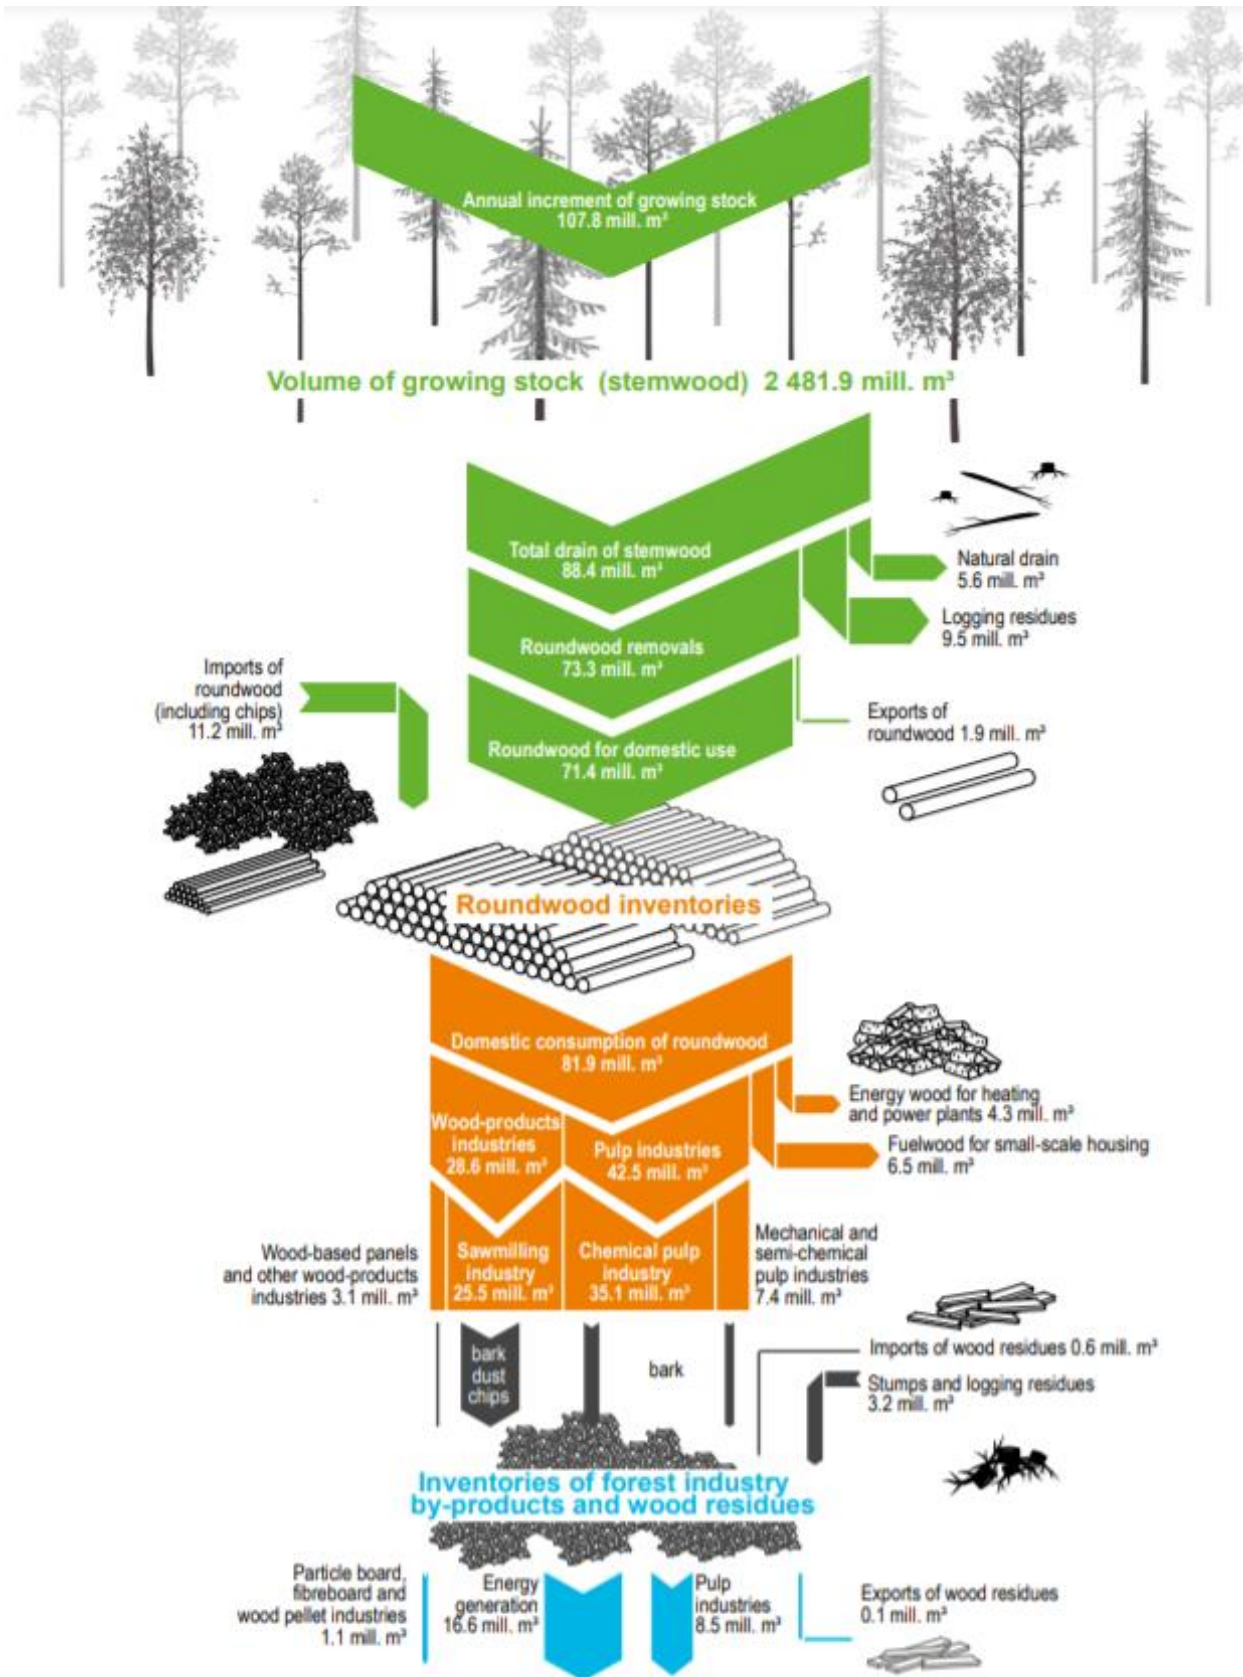 Annual increment of growing stock
107.8 mill. m³
Volume of growing stock (stemwood) 2 481.9 mill. m³
Total drain of stemwood
88.4 mill. m³
Natural drain
5.6 mill. m³
Logging residues
9.5 mill. m³
Roundwood removals
73.3 mill. m³
Imports of
roundwood
(including chips)
11.2 mill. m³
Exports of
roundwood 1.9 mill. m³
Roundwood for domestic use
71.4 mill. m³
Roundwood inventories
Domestic consumption of roundwood
81.9 mill. m³
Energy wood for heating
and power plants 4.3 mill. m³
Wood-products
industries
28.6 mill. m³
Pulp industries
42.5 mill. m³
Fuelwood for small-scale housing
6.5 mill. m³
Wood-based panels
and other wood-products
industries 3.1 mill. m³
Sawmilling
industry
25.5 mill. m³
Chemical pulp
industry
35.1 mill. m³
Mechanical and
semi-chemical
pulp industries
7.4 mill. m³
bark
dust
chips
bark
Imports of wood residues 0.6 mill. m³
Stumps and logging residues
3.2 mill. m³
Inventories of forest industry
by-products and wood residues
Particle board,
fibreboard and
wood pellet industries
1.1 mill. m³
Energy
generation
16.6 mill. m³
Pulp
industries
8.5 mill. m³
Exports of wood residues
0.1 mill. m³